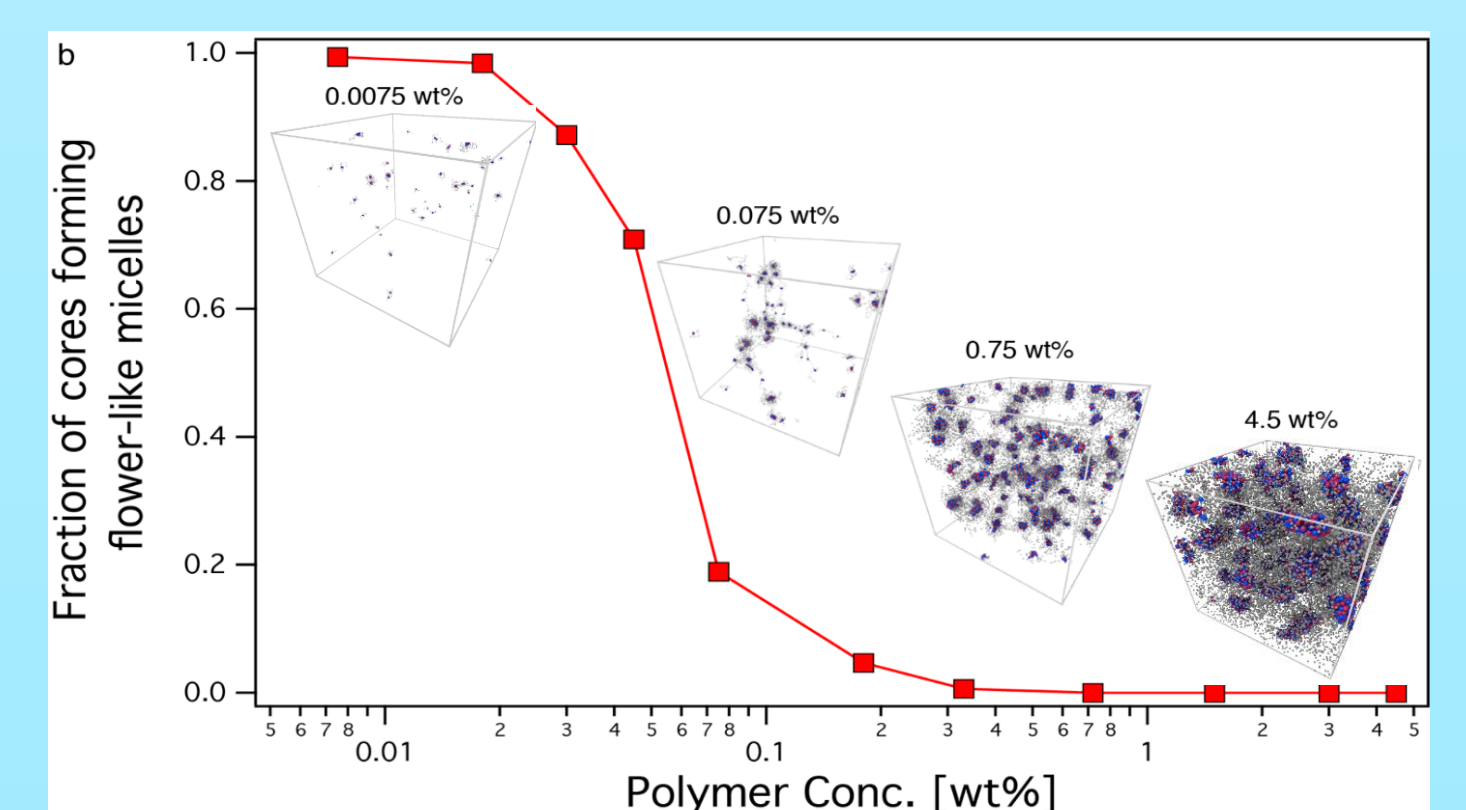 b
Fraction of cores forming
flower-like micelles
1.0
0.8
0.6
0.4
0.2
0.0
0.0075 wt%
0.075 wt%
0.75 wt%
4.5 wt%
5 6 7 8 2 3 4 5 6 7 8 2 3 4 5 6 7 8 2 3 4 5
0.01 0.1 1
Polymer Conc. [wt%]